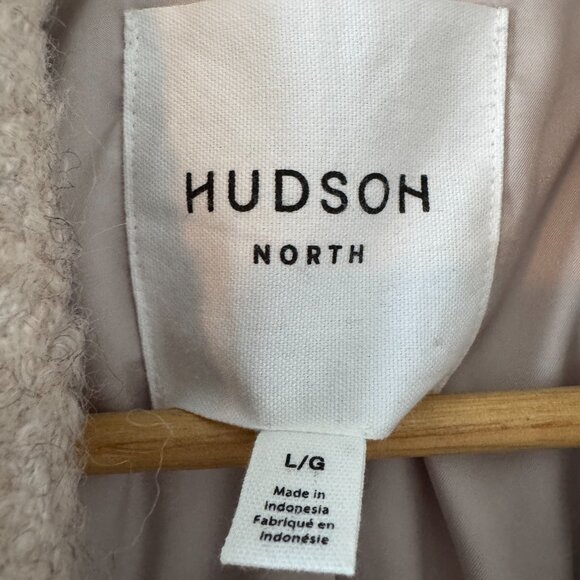 HUDSON
NORTH
L/G
Made in
Indonesia
Fabriqué en
Indonésie